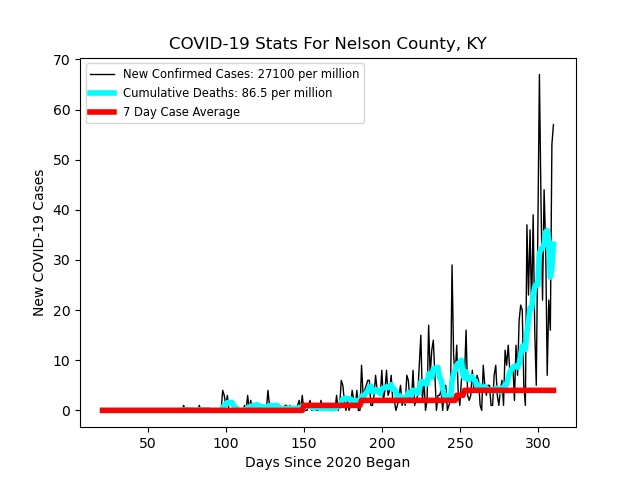 COVID-19 Stats For Nelson County, KY
New Confirmed Cases: 27100 per million
Cumulative Deaths: 86.5 per million
7 Day Case Average
New COVID-19 Cases
70
60
50
40
30
20
10
0
50 100 150 200 250 300
Days Since 2020 Began